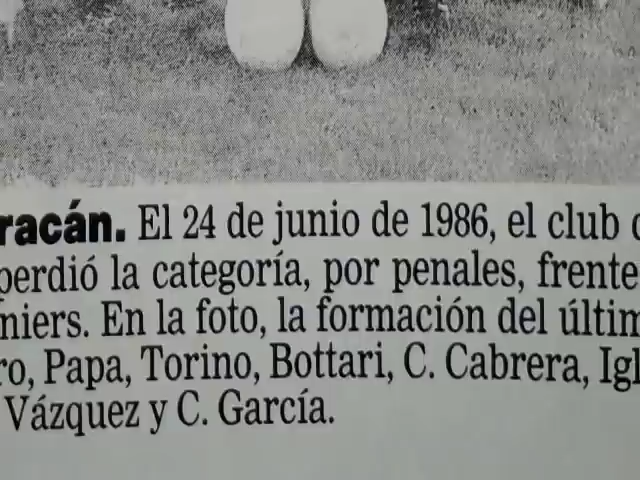 racán. El 24 de junio de 1986, el club
perdió la categoría, por penales, frente
niers. En la foto, la formación del últim
ro, Papa, Torino, Bottari, C. Cabrera, Igl
Vázquez y C. García.